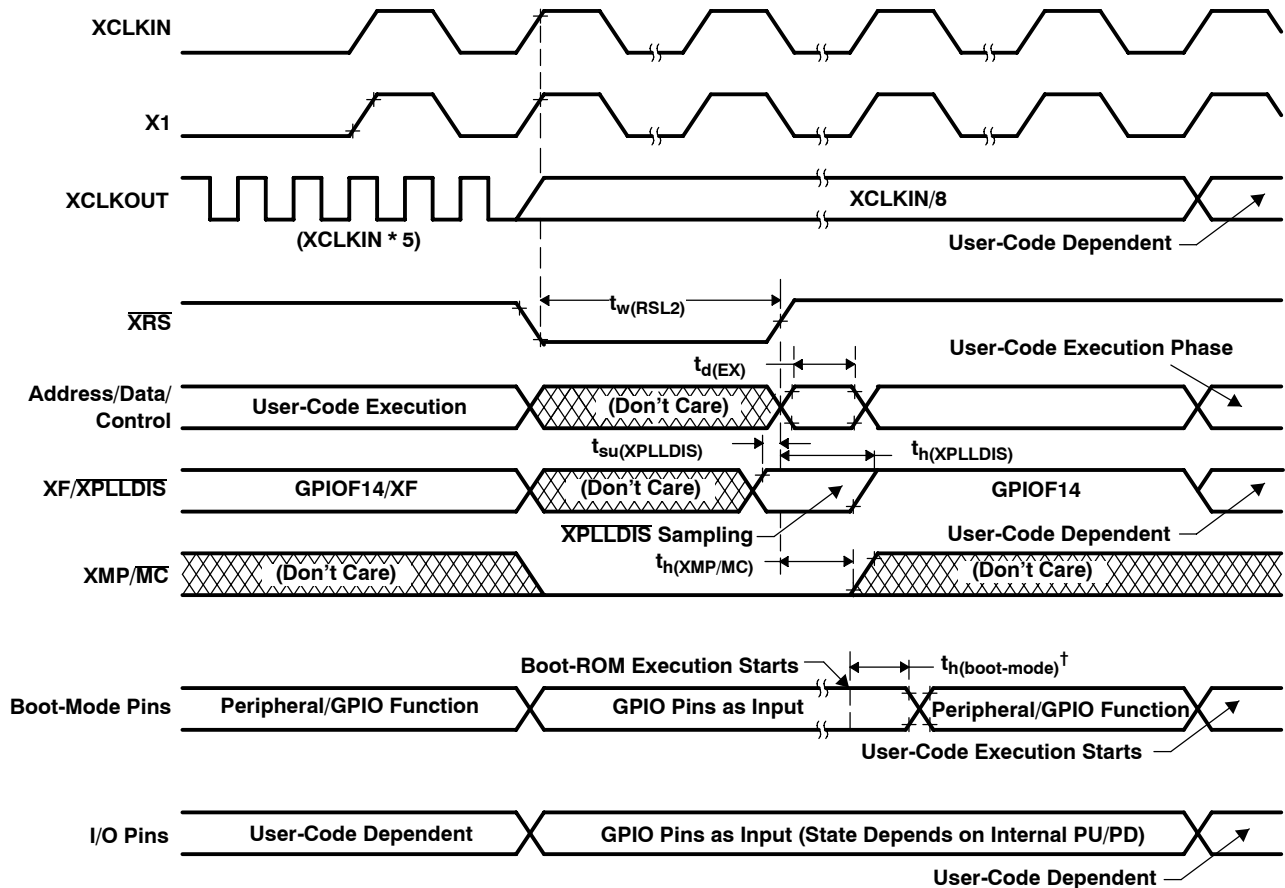 XCLKIN
X1
XCLKOUT
XCLKIN/8
(XCLKIN * 5)
User-Code Dependent
tw(RSL2)
XRS
User-Code Execution Phase
td(EX)
Address/Data/
Control
User-Code Execution
(Don't Care)
tsu(XPLLDIS)
th(XPLLDIS)
XF/XPLLDIS
GPIOF14/XF
(Don't Care)
GPIOF14
XPLLDIS Sampling
User-Code Dependent
th(XMP/MC)
XMP/MC
(Don't Care)
(Don't Care)
Boot-ROM Execution Starts
th(boot-mode)†
Boot-Mode Pins
Peripheral/GPIO Function
GPIO Pins as Input
Peripheral/GPIO Function
User-Code Execution Starts
I/O Pins
User-Code Dependent
GPIO Pins as Input (State Depends on Internal PU/PD)
User-Code Dependent